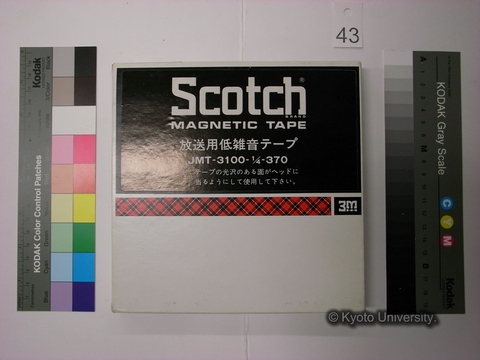 43
Scotch
BRAND
MAGNETIC TAPE
放送用低雑音テープ
JMT-3100-¼-370
テープの光沢のある面がヘッドに
当るようにして使用して下さい。
3M
Kodak
KODAK Color Control Patches
Kodak
KODAK Gray Scale
A
M
B
C Y M
Kodak
© Kyoto University.